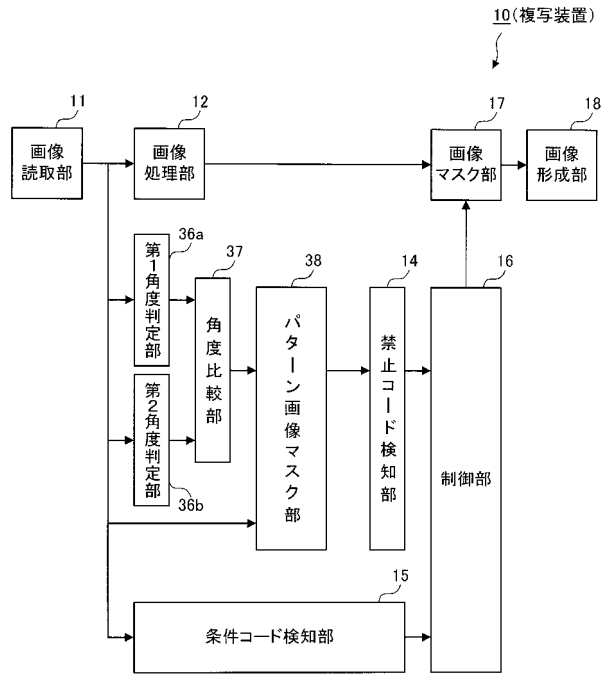 10(複写装置)
11
画像
読取部
12
画像
処理部
17
画像
マスク部
18
画像
形成部
36a
第1角度判定部
37
角度比較部
38
パターン画像マスク部
14
禁止コード検知部
16
制御部
第2角度判定部
36b
15
条件コード検知部